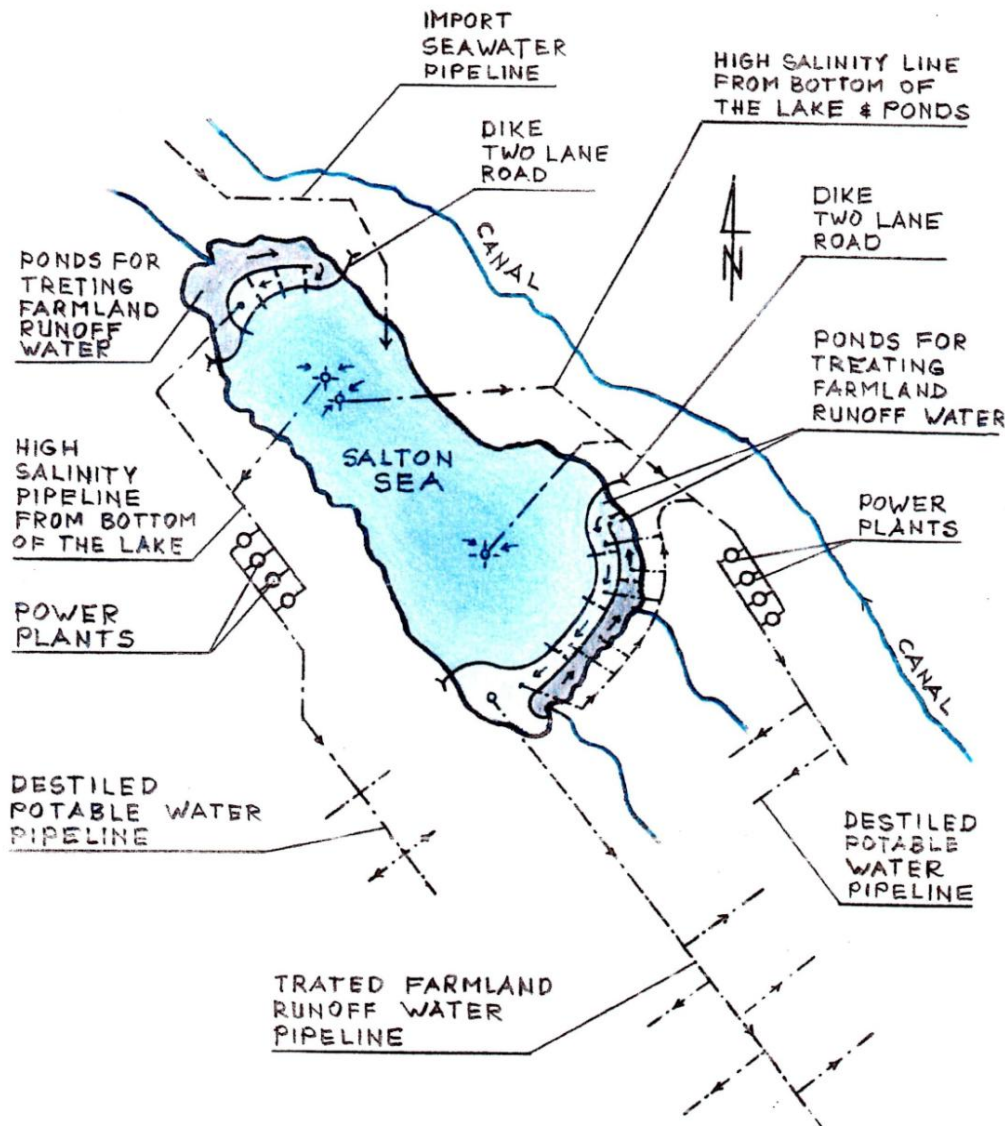 IMPORT
SEAWATER
PIPELINE
HIGH SALINITY LINE
FROM BOTTOM OF
THE LAKE & PONDS
DIKE
TWO LANE
ROAD
DIKE
TWO LANE
ROAD
CANAL
N
PONDS FOR
TRETING
FARMLAND
RUNOFF
WATER
PONDS FOR
TREATING
FARMLAND
RUNOFF WATER
HIGH
SALINITY
PIPELINE
FROM BOTTOM
OF THE LAKE
SALTON
SEA
POWER
PLANTS
POWER
PLANTS
CANAL
DESTILED
POTABLE WATER
PIPELINE
DESTILED
POTABLE
WATER
PIPELINE
TRATED FARMLAND
RUNOFF WATER
PIPELINE